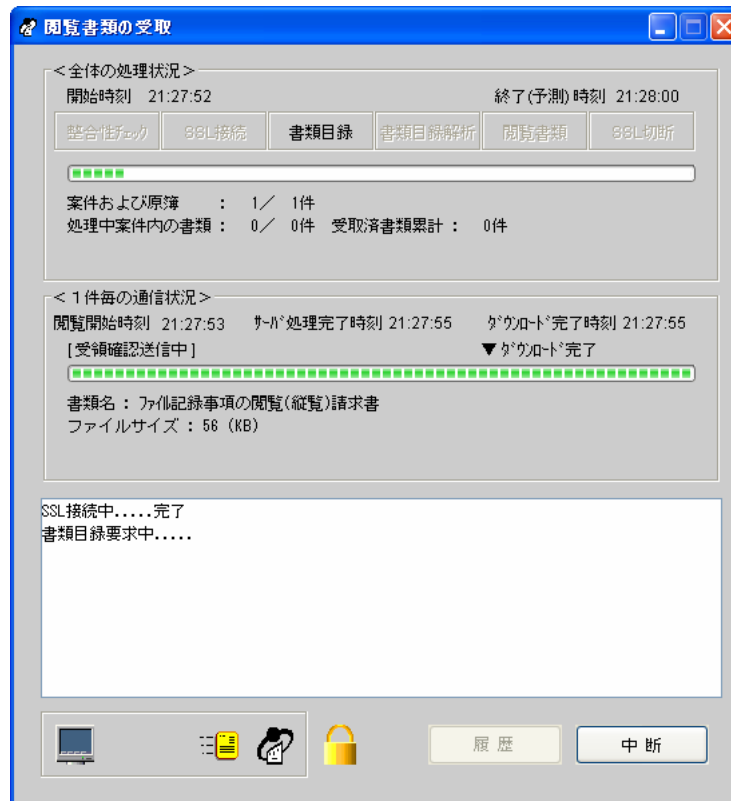 閲覧書類の受取
<全体の処理状況>
開始時刻 21:27:52 終了(予測)時刻 21:28:00
整合性ﾁｪｯｸ SSL接続 書類目録 書類目録解析 閲覧書類 SSL切断
案件および原簿 : 1／ 1件
処理中案件内の書類 : 0／ 0件 受取済書類累計 : 0件
<１件毎の通信状況>
閲覧開始時刻 21:27:53 ｻｰﾊﾞ処理完了時刻 21:27:55 ﾀﾞｳﾝﾛｰﾄﾞ完了時刻 21:27:55
[受領確認送信中] ▼ﾀﾞｳﾝﾛｰﾄﾞ完了
書類名 : ﾌｧｲﾙ記録事項の閲覧(縦覧)請求書
ファイルサイズ : 56 (KB)
SSL接続中.....完了
書類目録要求中.....
履歴 中断